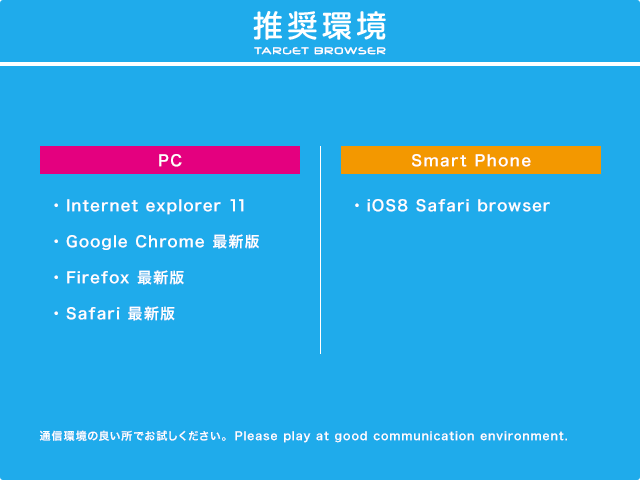 推奨環境
TARGET BROWSER
PC
・Internet explorer 11
・Google Chrome 最新版
・Firefox 最新版
・Safari 最新版
Smart Phone
・iOS8 Safari browser
通信環境の良い所でお試しください。Please play at good communication environment.